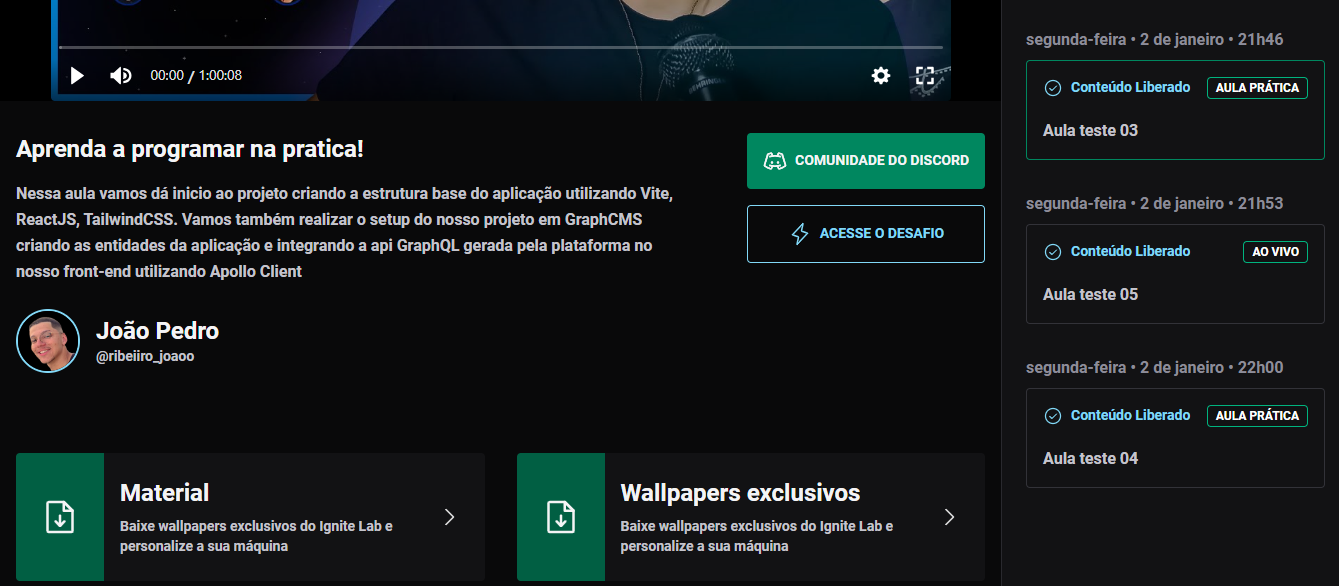 00:00 / 1:00:08
Aprenda a programar na pratica!
Nessa aula vamos dá inicio ao projeto criando a estrutura base do aplicação utilizando Vite,
ReactJS, TailwindCSS. Vamos também realizar o setup do nosso projeto em GraphCMS
criando as entidades da aplicação e integrando a api GraphQL gerada pela plataforma no
nosso front-end utilizando Apollo Client
João Pedro
@ribeiiro_joaoo
COMUNIDADE DO DISCORD
ACESSE O DESAFIO
Material
Baixe wallpapers exclusivos do Ignite Lab e
personalize a sua máquina
Wallpapers exclusivos
Baixe wallpapers exclusivos do Ignite Lab e
personalize a sua máquina
segunda-feira • 2 de janeiro • 21h46
Conteúdo Liberado AULA PRÁTICA
Aula teste 03
segunda-feira • 2 de janeiro • 21h53
Conteúdo Liberado AO VIVO
Aula teste 05
segunda-feira • 2 de janeiro • 22h00
Conteúdo Liberado AULA PRÁTICA
Aula teste 04